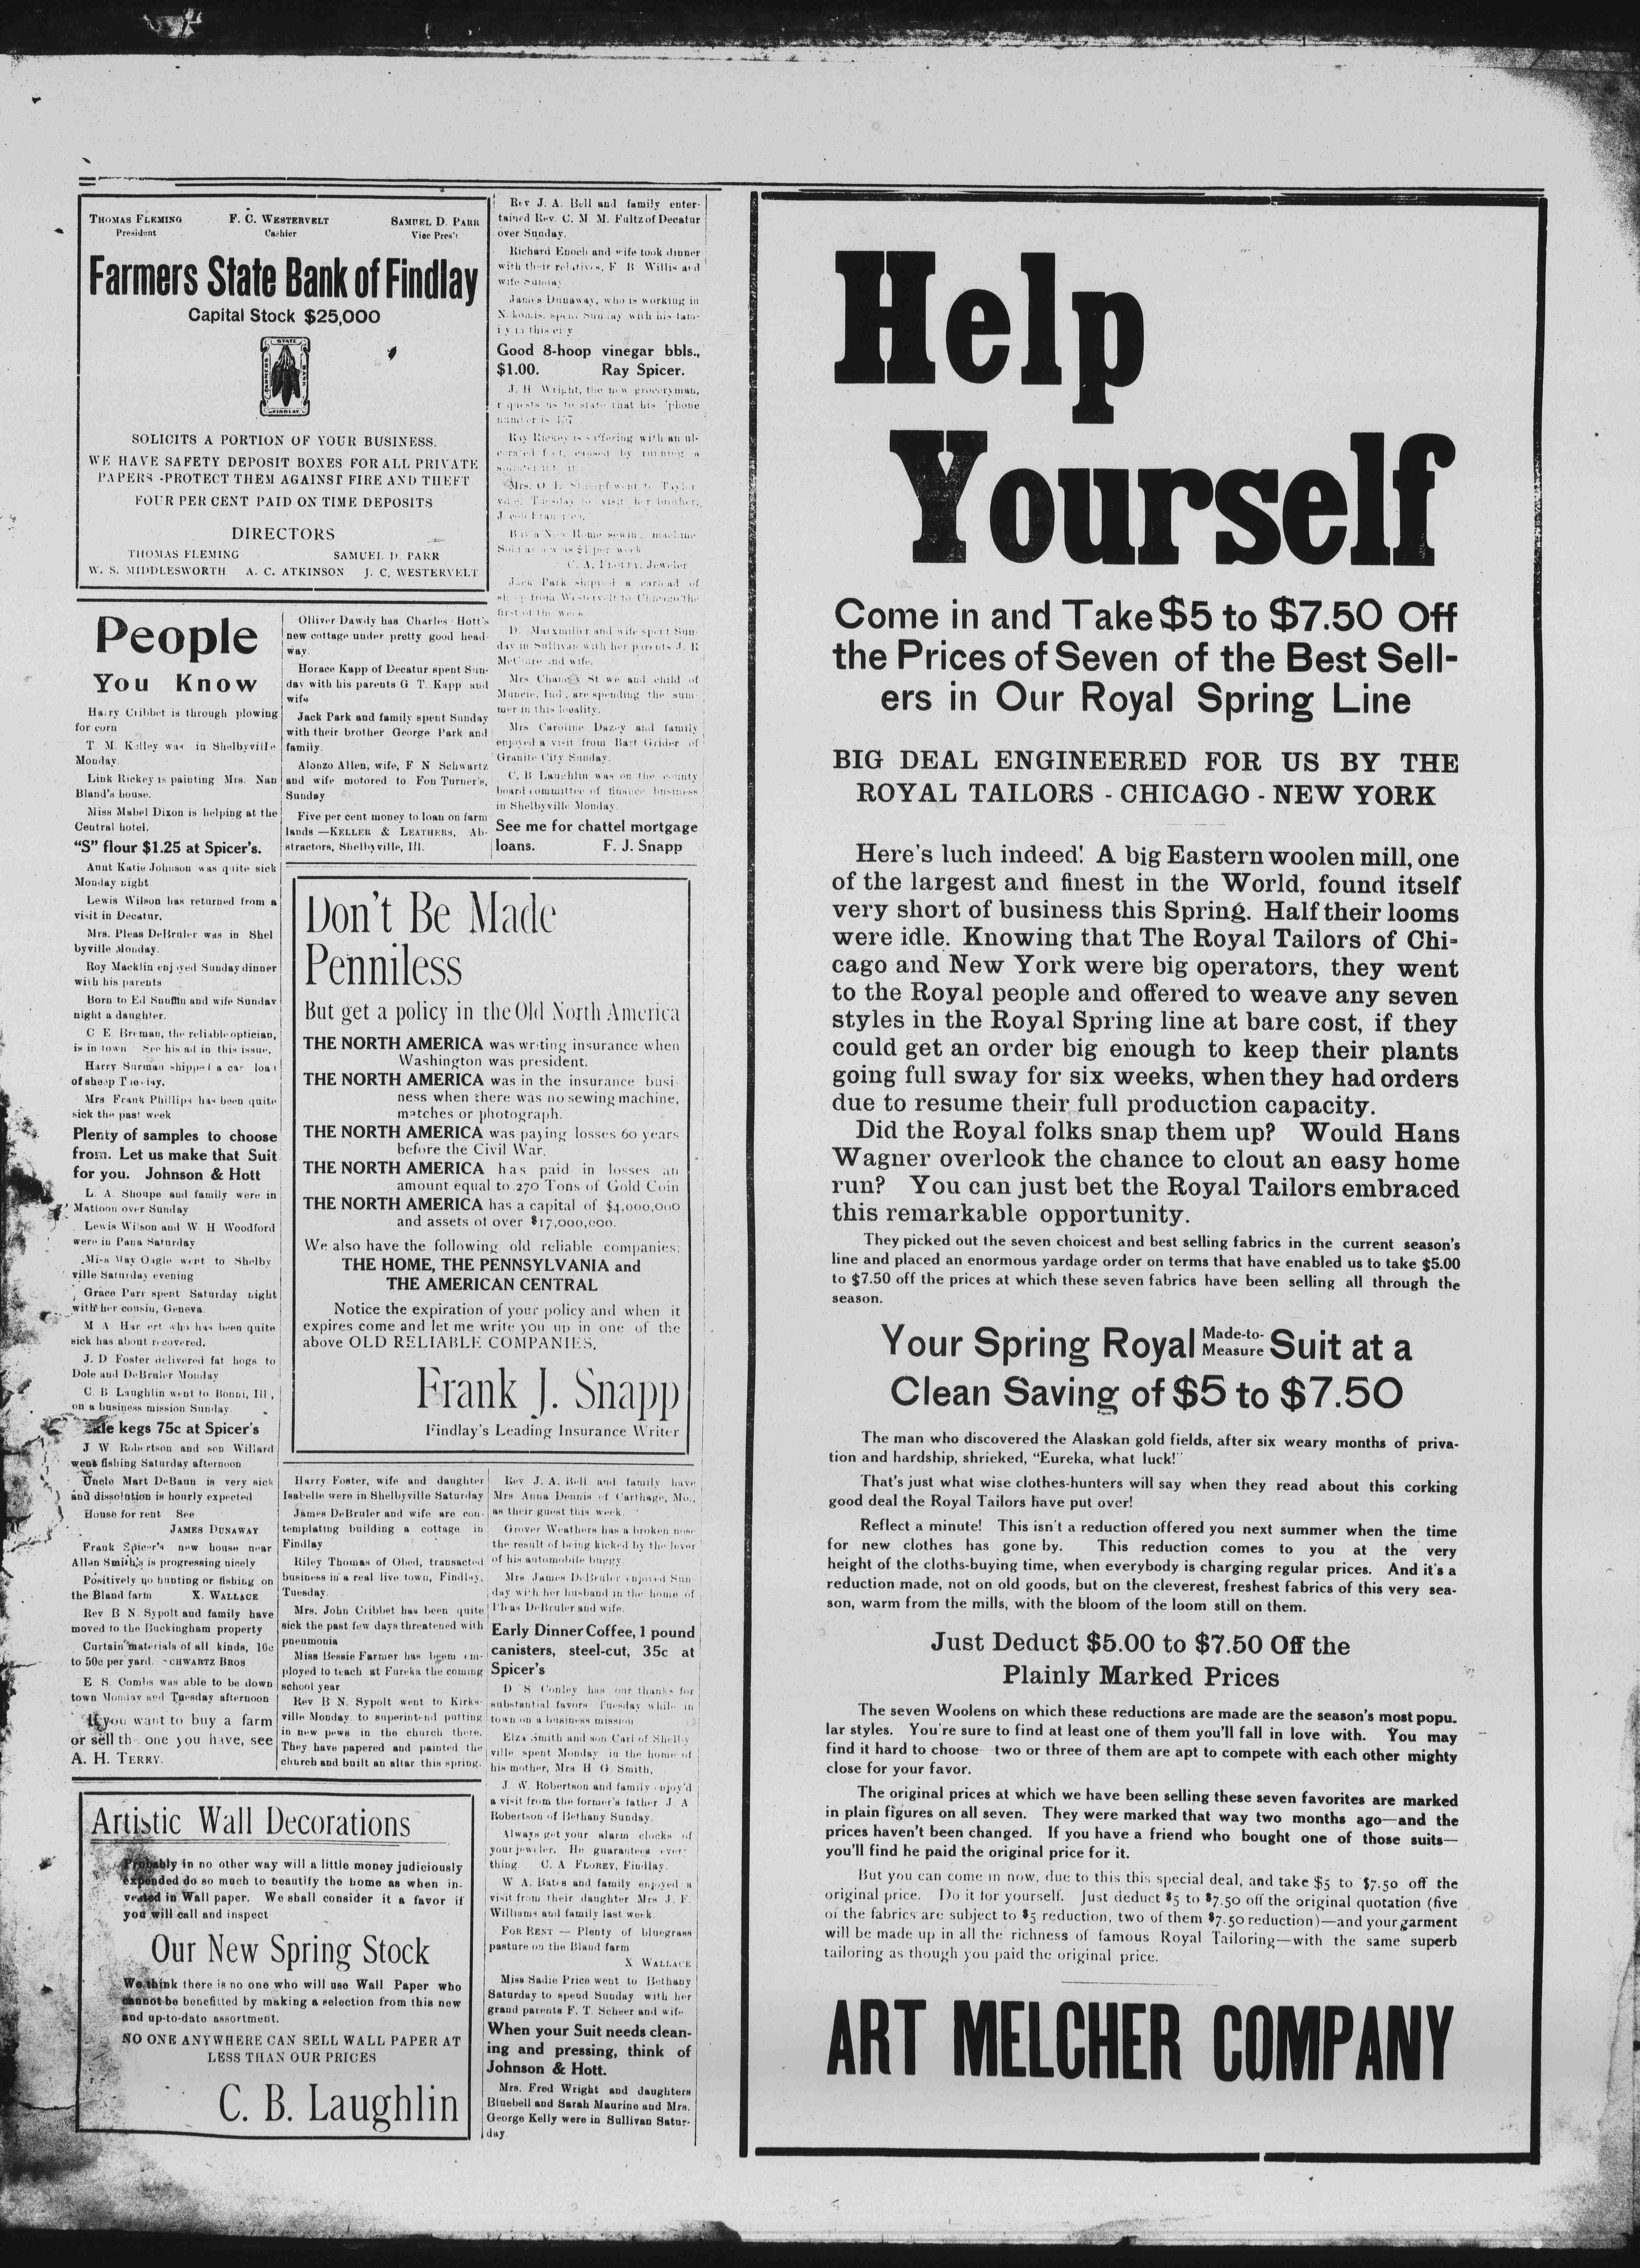 THOMAS FLEMING
President
F. C. WESTERVELT
Cashier
SAMUEL D. PARR
Vice Pres't
Farmers State Bank of Findlay
Capital Stock $25,000
STATE
FINDLAY
SOLICITS A PORTION OF YOUR BUSINESS.
WE HAVE SAFETY DEPOSIT BOXES FOR ALL PRIVATE
PAPERS -PROTECT THEM AGAINST FIRE AND THEFT
FOUR PER CENT PAID ON TIME DEPOSITS
DIRECTORS
THOMAS FLEMING SAMUEL D. PARR
W. S. MIDDLESWORTH A. C. ATKINSON J. C. WESTERVELT
People
You Know
Harry Cribbet is through plowing
for corn
T. M. Kelley was in Shelbyville
Monday.
Link Rickey is painting Mrs. Nan
Bland's house.
Miss Mabel Dixon is helping at the
Central hotel.
"S" flour $1.25 at Spicer's.
Aunt Katie Johnson was quite sick
Monday night
Lewis Wilson has returned from a
visit in Decatur.
Mrs. Pleas DeBruler was in Shel
byville Monday.
Roy Macklin enjoyed Sunday dinner
with his parents
Born to Ed Snuffin and wife Sunday
night a daughter.
C E. Breman, the reliable optician,
is in town See his ad in this issue.
Harry Surman shipped a car load
of sheep Tuesday.
Mrs Frank Phillips has been quite
sick the past week
Plenty of samples to choose
from. Let us make that Suit
for you. Johnson & Hott
L. A. Shoupe and family were in
Mattoon over Sunday
Lewis Wilson and W H Woodford
were in Pana Saturday
Miss May Oagle went to Shelby
ville Saturday evening
Grace Parr spent Saturday night
with her cousin, Geneva.
M A who has been quite
sick has about recovered.
J. D Foster delivered fat hogs to
Dole and DeBruler Monday
C. B Laughlin went to Bonni, Ill,
on a business mission Sunday.
kegs 75c at Spicer's
J W Robertson and son Willard
went fishing Saturday afternoon
Uncle Mart DeBaun is very sick
and dissolution is hourly expected
House for rent See
JAMES DUNAWAY
Frank Spicer's new house near
Allen Smith's is progressing nicely
Positively no hunting or fishing on
the Bland farm X. WALLACE
Rev B N. Sypolt and family have
moved to the Buckingham property
Curtain materials of all kinds, 10c
to 50c per yard. SCHWARTZ BROS
E. S. Combs was able to be down
town Monday and Tuesday afternoon
If you want to buy a farm
or sell the one you have, see
A. H. TERRY.
Olliver Dawdy has Charles Hott's
new cottage under pretty good head
way.
Horace Kapp of Decatur spent Sun-
day with his parents G T. Kapp and
wife
Jack Park and family spent Sunday
with their brother George Park and
family.
Alonzo Allen, wife, F N Schwartz
and wife motored to Fon Turner's,
Sunday
Five per cent money to loan on farm
lands —KELLER & LEATHERS, Ab-
stractors, Shelbyville, Ill.
Rev J. A. Bell and family enter-
tained Rev. C. M M. Fultz of Decatur
over Sunday.
Richard Enoch and wife took dinner
with their relatives, F B Willis and
wife Sunday
James Dunaway, who is working in
Nokomis, spent Sunday with his fam-
ily in this city
Good 8-hoop vinegar bbls.,
$1.00. Ray Spicer.
J. H Wright, the new groceryman,
requests us to state that his 'phone
number is
Ray Rickey is suffering with an ul-
cerated foot, caused by running a
Mrs. O went to Taylor
ville, Tuesday to visit her brother,
Buy a New Home sewing machine
Sold as low as $1 per week
C. A. FLOREY, Jeweler
Jack Park shipped a carload of
sheep from Westervelt to Chicago the
first of the week
D. and wife spent Sun-
day in Sullivan with her parents J. R
McClure and wife.
Mrs and child of
Muncie, Ind, are spending the sum-
mer in this locality.
Mrs Caroline Dazey and family
enjoyed a visit from Bart Grider of
Granite City Sunday.
C. B Laughlin was on the county
board committee of finance business
in Shelbyville Monday.
See me for chattel mortgage
loans. F. J. Snapp
Don't Be Made
Penniless
But get a policy in the Old North America
THE NORTH AMERICA was writing insurance when
Washington was president.
THE NORTH AMERICA was in the insurance busi
ness when there was no sewing machine,
matches or photograph.
THE NORTH AMERICA was paying losses 60 years
before the Civil War.
THE NORTH AMERICA has paid in losses an
amount equal to 270 Tons of Gold Coin
THE NORTH AMERICA has a capital of $4,000,000
and assets of over $17,000,000.
We also have the following old reliable companies:
THE HOME, THE PENNSYLVANIA and
THE AMERICAN CENTRAL
Notice the expiration of your policy and when it
expires come and let me write you up in one of the
above OLD RELIABLE COMPANIES.
Frank J. Snapp
Findlay's Leading Insurance Writer
Harry Foster, wife and daughter
Isabelle were in Shelbyville Saturday
James DeBruler and wife are con-
templating building a cottage in
Findlay
Riley Thomas of Obed, transacted
business in a real live town, Findlay,
Tuesday.
Mrs. John Cribbet has been quite
sick the past few days threatened with
pneumonia
Miss Bessie Farmer has been em-
ployed to teach at Eureka the coming
school year
Rev B N. Sypolt went to Kirks-
ville Monday to superintend putting
in new pews in the church there.
They have papered and painted the
church and built an altar this spring.
Rev. J. A. Bell and family have
Mrs Anna Dennis of Carthage, Mo.,
as their guest this week.
Grover Weathers has a broken nose
the result of being kicked by the lever
of his automobile buggy.
Mrs James DeBruler enjoyed Sun-
day with her husband in the home of
Pleas DeBruler and wife.
Early Dinner Coffee, 1 pound
canisters, steel-cut, 35c at
Spicer's
D S Conley has our thanks for
substantial favors Tuesday while in
town on a business mission
Elza Smith and son Carl of Shelby
ville spent Monday in the home of
his mother, Mrs H G. Smith.
J. W. Robertson and family enjoy'd
a visit from the former's father J A
Robertson of Bethany Sunday.
Always get your alarm clocks of
your jeweler. He guarantees every
thing C. A FLOREY, Findlay.
W A. Bates and family enjoyed a
visit from their daughter Mrs J. F.
Williams and family last week.
FOR RENT — Plenty of bluegrass
pasture on the Bland farm
X WALLACE
Miss Sadie Price went to Bethany
Saturday to spend Sunday with her
grand parents F. T. Scheer and wife
When your Suit needs clean-
ing and pressing, think of
Johnson & Hott.
Mrs. Fred Wright and daughters
Bluebell and Sarah Maurine and Mrs.
George Kelly were in Sullivan Satur-
day
Artistic Wall Decorations
Probably in no other way will a little money judiciously
expended do so much to beautify the home as when in-
vested in Wall paper. We shall consider it a favor if
you will call and inspect
Our New Spring Stock
We think there is no one who will use Wall Paper who
cannot be benefitted by making a selection from this new
and up-to-date assortment.
NO ONE ANYWHERE CAN SELL WALL PAPER AT
LESS THAN OUR PRICES
C. B. Laughlin
Help
Yourself
Come in and Take $5 to $7.50 Off
the Prices of Seven of the Best Sell-
ers in Our Royal Spring Line
BIG DEAL ENGINEERED FOR US BY THE
ROYAL TAILORS - CHICAGO - NEW YORK
Here's luch indeed! A big Eastern woolen mill, one
of the largest and finest in the World, found itself
very short of business this Spring. Half their looms
were idle. Knowing that The Royal Tailors of Chi-
cago and New York were big operators, they went
to the Royal people and offered to weave any seven
styles in the Royal Spring line at bare cost, if they
could get an order big enough to keep their plants
going full sway for six weeks, when they had orders
due to resume their full production capacity.
Did the Royal folks snap them up? Would Hans
Wagner overlook the chance to clout an easy home
run? You can just bet the Royal Tailors embraced
this remarkable opportunity.
They picked out the seven choicest and best selling fabrics in the current season's
line and placed an enormous yardage order on terms that have enabled us to take $5.00
to $7.50 off the prices at which these seven fabrics have been selling all through the
season.
Your Spring Royal Made-to-Measure Suit at a
Clean Saving of $5 to $7.50
The man who discovered the Alaskan gold fields, after six weary months of priva-
tion and hardship, shrieked, "Eureka, what luck!"
That's just what wise clothes-hunters will say when they read about this corking
good deal the Royal Tailors have put over!
Reflect a minute! This isn't a reduction offered you next summer when the time
for new clothes has gone by. This reduction comes to you at the very
height of the cloths-buying time, when everybody is charging regular prices. And it's a
reduction made, not on old goods, but on the cleverest, freshest fabrics of this very sea-
son, warm from the mills, with the bloom of the loom still on them.
Just Deduct $5.00 to $7.50 Off the
Plainly Marked Prices
The seven Woolens on which these reductions are made are the season's most popu.
lar styles. You're sure to find at least one of them you'll fall in love with. You may
find it hard to choose two or three of them are apt to compete with each other mighty
close for your favor.
The original prices at which we have been selling these seven favorites are marked
in plain figures on all seven. They were marked that way two months ago—and the
prices haven't been changed. If you have a friend who bought one of those suits—
you'll find he paid the original price for it.
But you can come in now, due to this this special deal, and take $5 to $7.50 off the
original price. Do it for yourself. Just deduct $5 to $7.50 off the original quotation (five
of the fabrics are subject to $5 reduction, two of them $7.50 reduction)—and your garment
will be made up in all the richness of famous Royal Tailoring—with the same superb
tailoring as though you paid the original price.
ART MELCHER COMPANY